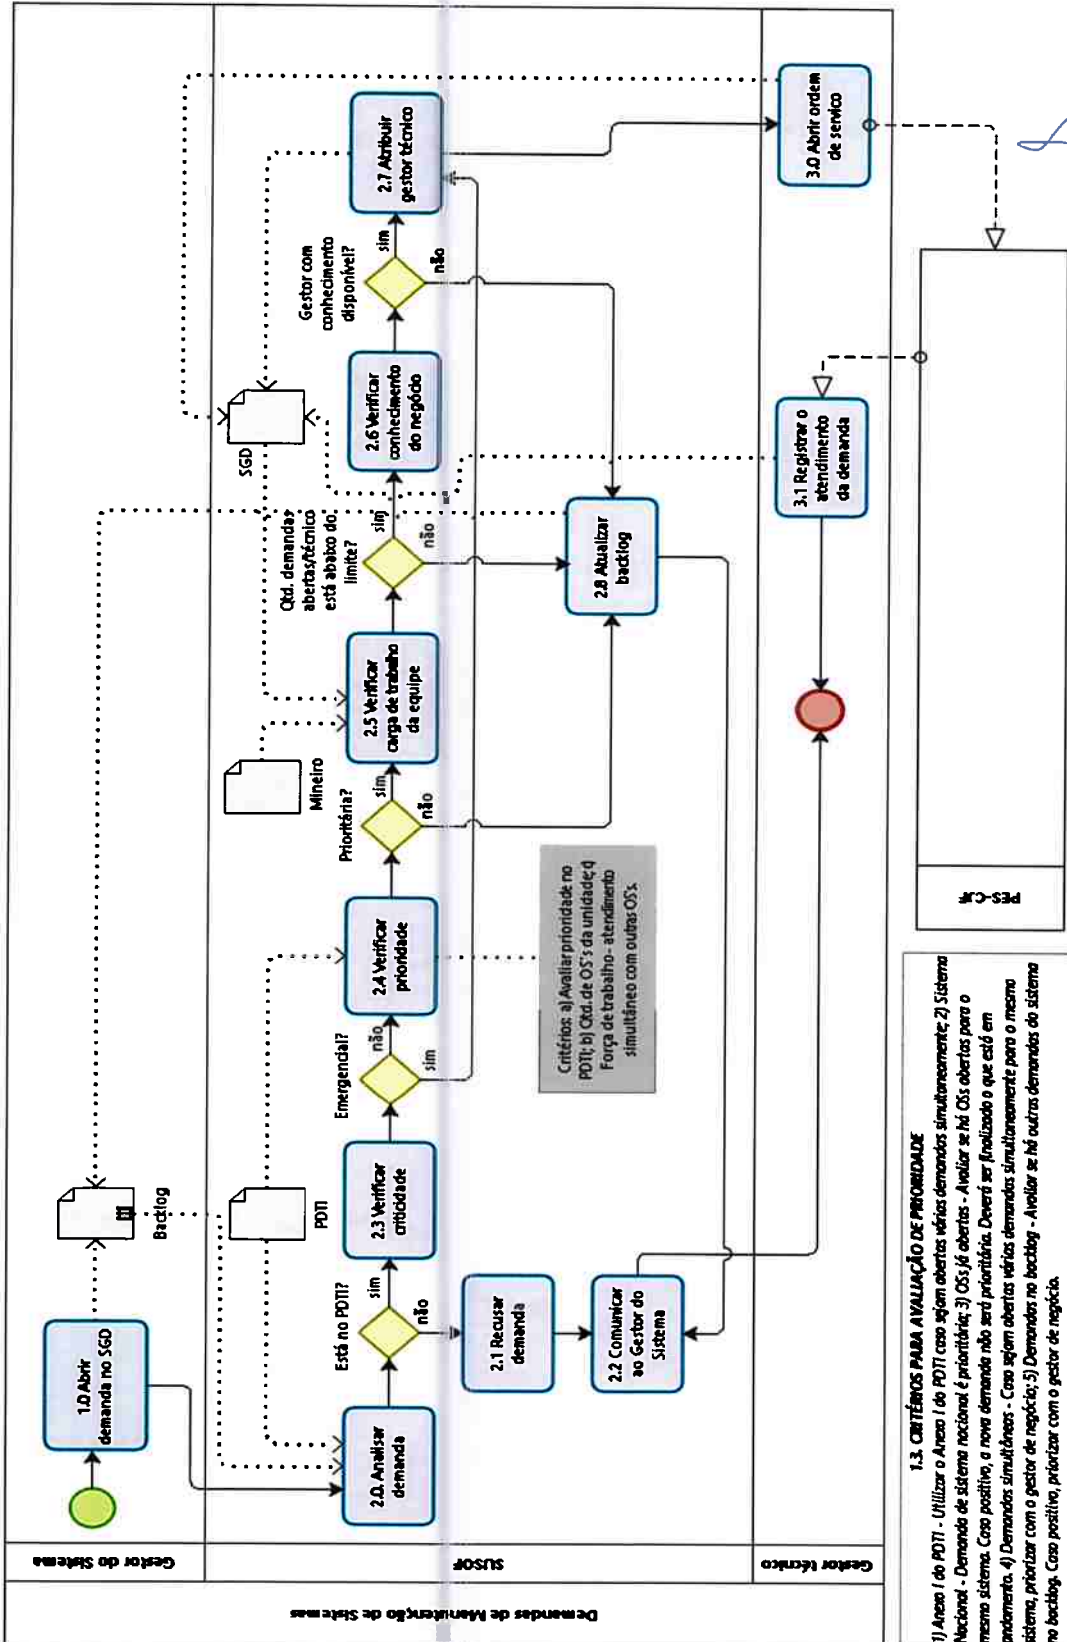 Demandas de Manutenção de Sistemas
Gestor do Sistema
1.0 Abrir
demanda no SGD
Backlog
SUSOF
2.0. Analisar
demanda
Está no PDTI?
sim
não
2.1 Recusar
demanda
2.2 Comunicar
ao Gestor do
Sistema
PDTI
2.3 Verificar
criticidade
Emergencial?
não
sim
2.4 Verificar
prioridade
Critérios: a) Avaliar prioridade no
PDTI; b) Qtd. de OS's da unidade; c)
Força de trabalho - atendimento
simultâneo com outras OS's.
Prioritária?
sim
não
Mineiro
2.5 Verificar
carga de trabalho
da equipe
Qtd. demandas
abertas/técnico
está abaixo do
limite?
sim
não
SGD
2.6 Verificar
conhecimento
do negócio
Gestor com
conhecimento
disponível?
sim
não
2.7 Atribuir
gestor técnico
2.8 Atualizar
backlog
Gestor técnico
3.1 Registrar o
atendimento
da demanda
3.0 Abrir ordem
de servico
PES-CJF
1.3. CRITÉRIOS PARA AVALIAÇÃO DE PRIORIDADE
1) Anexo I do PDTI - Utilizar o Anexo I do PDTI caso sejam abertas várias demandas simultaneamente; 2) Sistema
Nacional - Demanda de sistema nacional é prioritária; 3) OSs já abertas - Avaliar se há OSs abertas para o
mesmo sistema. Caso positivo, a nova demanda não será prioritária. Deverá ser finalizado o que está em
andamento. 4) Demandas simultâneas - Caso sejam abertas várias demandas simultaneamente para o mesmo
sistema, priorizar com o gestor de negócio; 5) Demandas no backlog - Avaliar se há outras demandas do sistema
no backlog. Caso positivo, priorizar com o gestor de negócio.